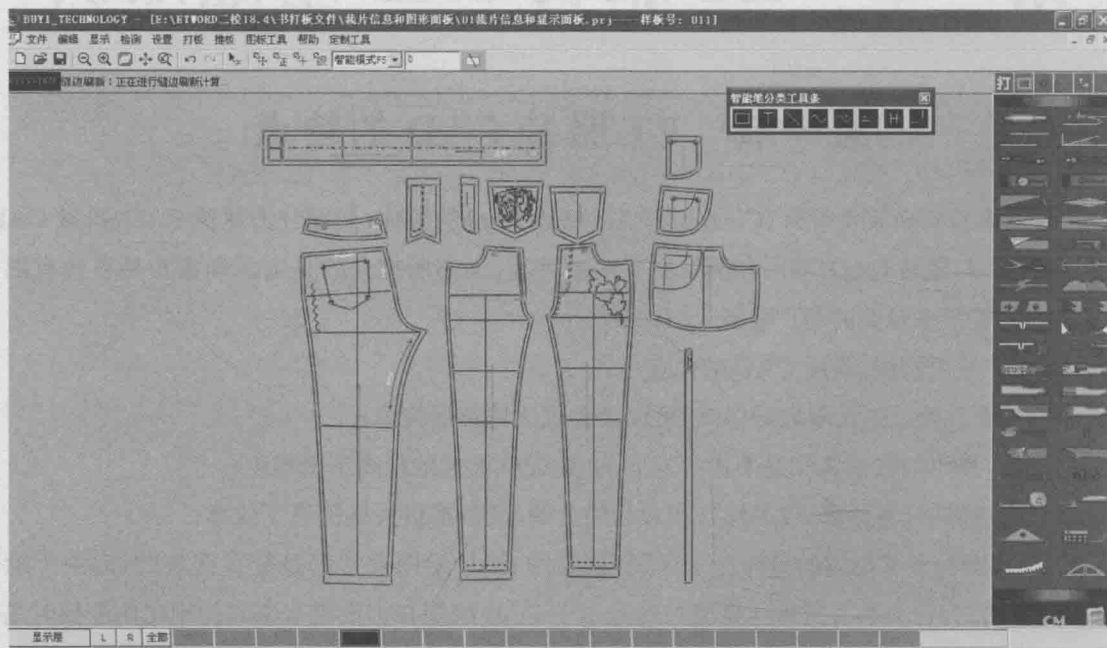 BUYI_TECHNOLOGY - [E:\ETWORD二校18.4\书打板文件\裁片信息和图形面板\01裁片信息和显示面板.prj----样板号: 011]
文件 编辑 显示 检测 设置 打板 推板 图标工具 帮助 定制工具
智能模式F5 0
缝边刷新：正在进行缝边刷新计算
打
智能笔分类工具条
CM
显示层 L R 全部